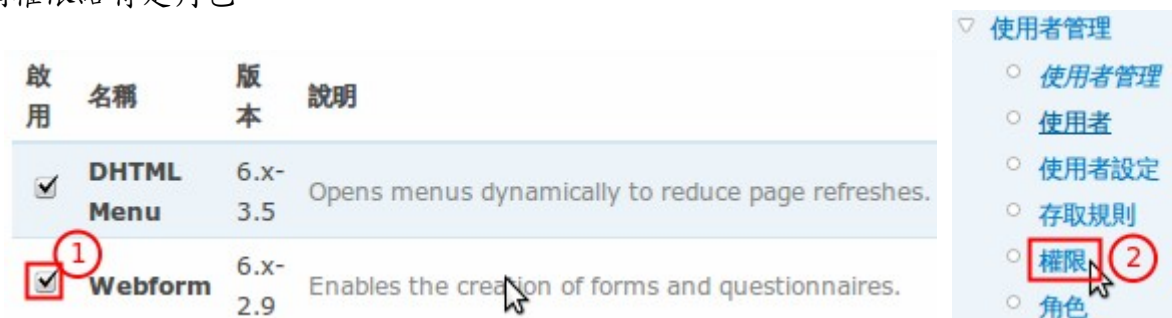 啟用 名稱 版本 說明
DHTML Menu 6.x-3.5 Opens menus dynamically to reduce page refreshes.
1
Webform 6.x-2.9 Enables the creation of forms and questionnaires.
使用者管理
使用者管理
使用者
使用者設定
存取規則
權限 2
角色